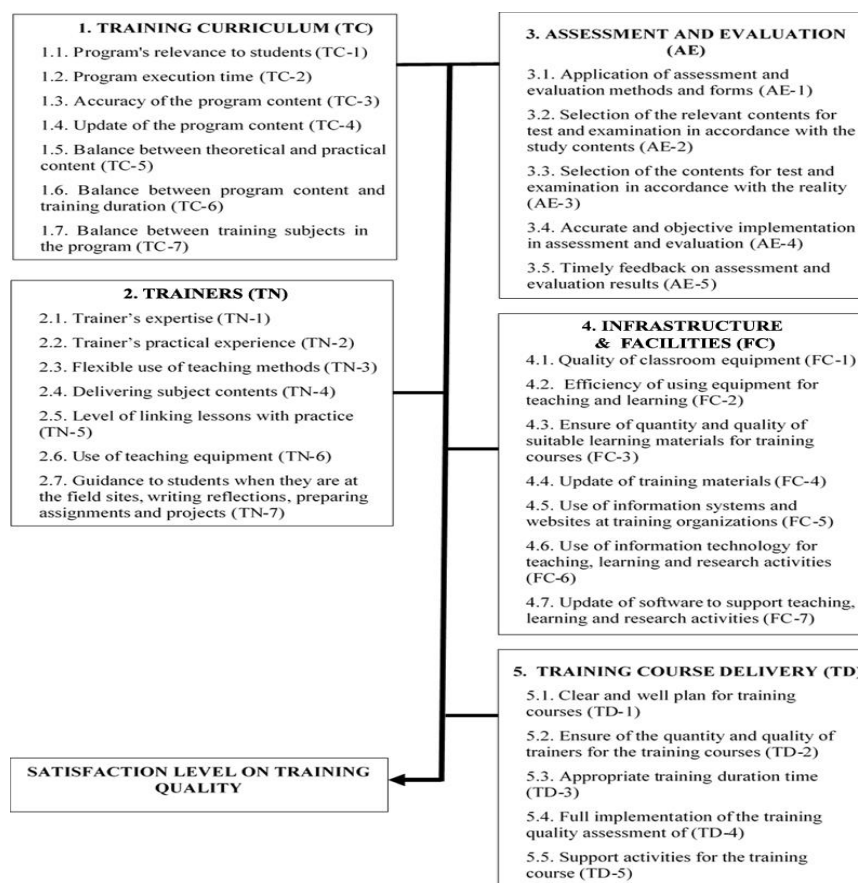 1. TRAINING CURRICULUM (TC)
1.1. Program's relevance to students (TC-1)
1.2. Program execution time (TC-2)
1.3. Accuracy of the program content (TC-3)
1.4. Update of the program content (TC-4)
1.5. Balance between theoretical and practical
content (TC-5)
1.6. Balance between program content and
training duration (TC-6)
1.7. Balance between training subjects in
the program (TC-7)
2. TRAINERS (TN)
2.1. Trainer's expertise (TN-1)
2.2. Trainer's practical experience (TN-2)
2.3. Flexible use of teaching methods (TN-3)
2.4. Delivering subject contents (TN-4)
2.5. Level of linking lessons with practice
(TN-5)
2.6. Use of teaching equipment (TN-6)
2.7. Guidance to students when they are at
the field sites, writing reflections, preparing
assignments and projects (TN-7)
SATISFACTION LEVEL ON TRAINING
QUALITY
3. ASSESSMENT AND EVALUATION
(AE)
3.1. Application of assessment and
evaluation methods and forms (AE-1)
3.2. Selection of the relevant contents for
test and examination in accordance with the
study contents (AE-2)
3.3. Selection of the contents for test and
examination in accordance with the reality
(AE-3)
3.4. Accurate and objective implementation
in assessment and evaluation (AE-4)
3.5. Timely feedback on assessment and
evaluation results (AE-5)
4. INFRASTRUCTURE
& FACILITIES (FC)
4.1. Quality of classroom equipment (FC-1)
4.2. Efficiency of using equipment for
teaching and learning (FC-2)
4.3. Ensure of quantity and quality of
suitable learning materials for training
courses (FC-3)
4.4. Update of training materials (FC-4)
4.5. Use of information systems and
websites at training organizations (FC-5)
4.6. Use of information technology for
teaching, learning and research activities
(FC-6)
4.7. Update of software to support teaching,
learning and research activities (FC-7)
5. TRAINING COURSE DELIVERY (TD)
5.1. Clear and well plan for training
courses (TD-1)
5.2. Ensure of the quantity and quality of
trainers for the training courses (TD-2)
5.3. Appropriate training duration time
(TD-3)
5.4. Full implementation of the training
quality assessment of (TD-4)
5.5. Support activities for the training
course (TD-5)